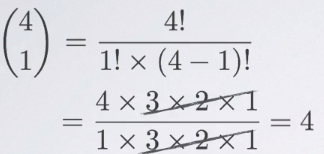 (4 1) = 4! / 1! × (4 − 1)!
= 4 × 3 × 2 × 1 / 1 × 3 × 2 × 1 = 4